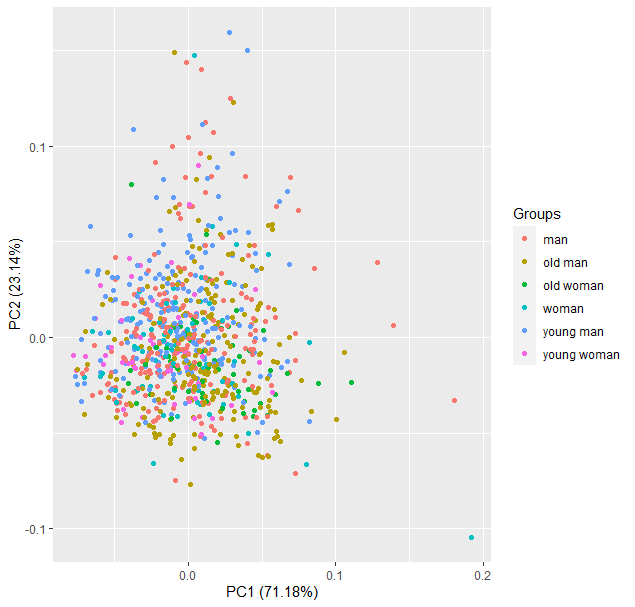 0.1
0.0
-0.1
PC2 (23.14%)
0.0
0.1
0.2
PC1 (71.18%)
Groups
man
old man
old woman
woman
young man
young woman